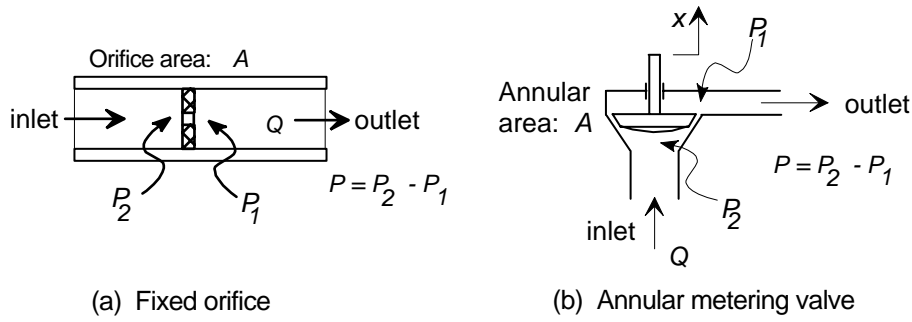 Orifice area: A
inlet
Q
outlet
P2
P1
P = P2 - P1
(a) Fixed orifice
x
P1
Annular
area: A
outlet
P = P2 - P1
P2
inlet
Q
(b) Annular metering valve